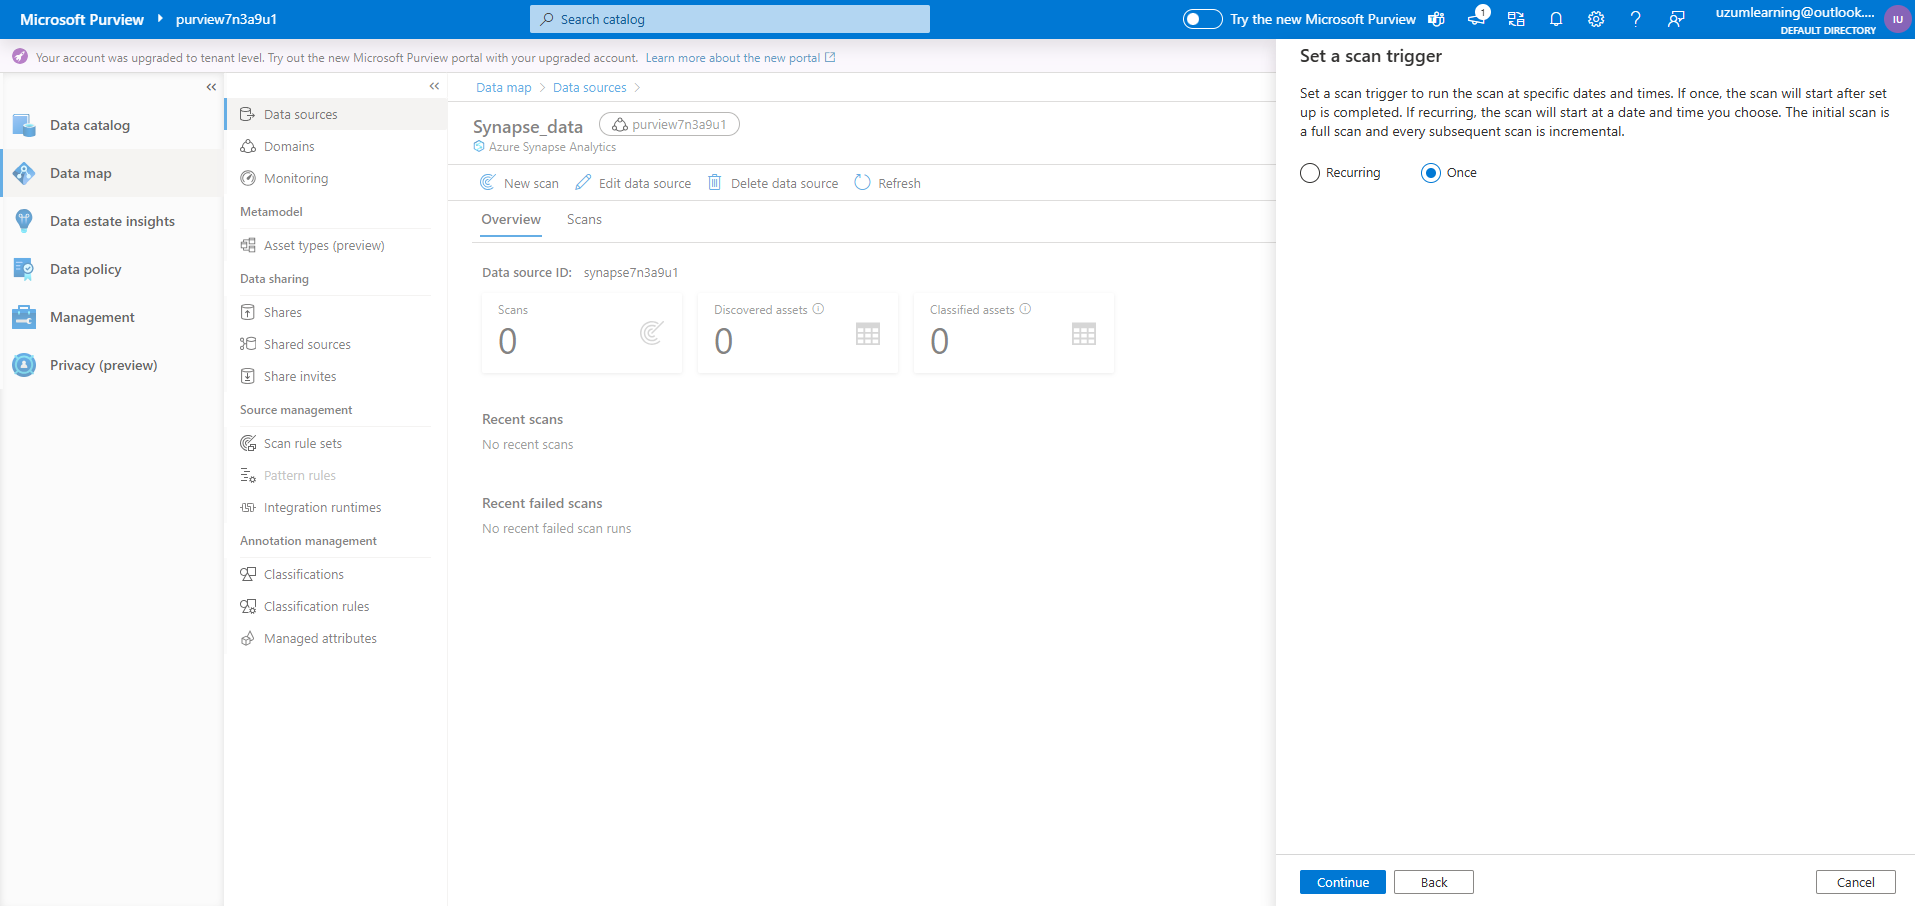 Microsoft Purview purview7n3a9u1
Search catalog
Try the new Microsoft Purview
1
uzumlearning@outlook....
DEFAULT DIRECTORY
IU
Your account was upgraded to tenant level. Try out the new Microsoft Purview portal with your upgraded account. Learn more about the new portal
Data catalog
Data map
Data estate insights
Data policy
Management
Privacy (preview)
Data sources
Domains
Monitoring
Metamodel
Asset types (preview)
Data sharing
Shares
Shared sources
Share invites
Source management
Scan rule sets
Pattern rules
Integration runtimes
Annotation management
Classifications
Classification rules
Managed attributes
Data map > Data sources >
Synapse_data purview7n3a9u1
Azure Synapse Analytics
New scan Edit data source Delete data source Refresh
Overview Scans
Data source ID: synapse7n3a9u1
Scans
0
Discovered assets
0
Classified assets
0
Recent scans
No recent scans
Recent failed scans
No recent failed scan runs
Set a scan trigger
Set a scan trigger to run the scan at specific dates and times. If once, the scan will start after set
up is completed. If recurring, the scan will start at a date and time you choose. The initial scan is
a full scan and every subsequent scan is incremental.
Recurring Once
Continue Back Cancel